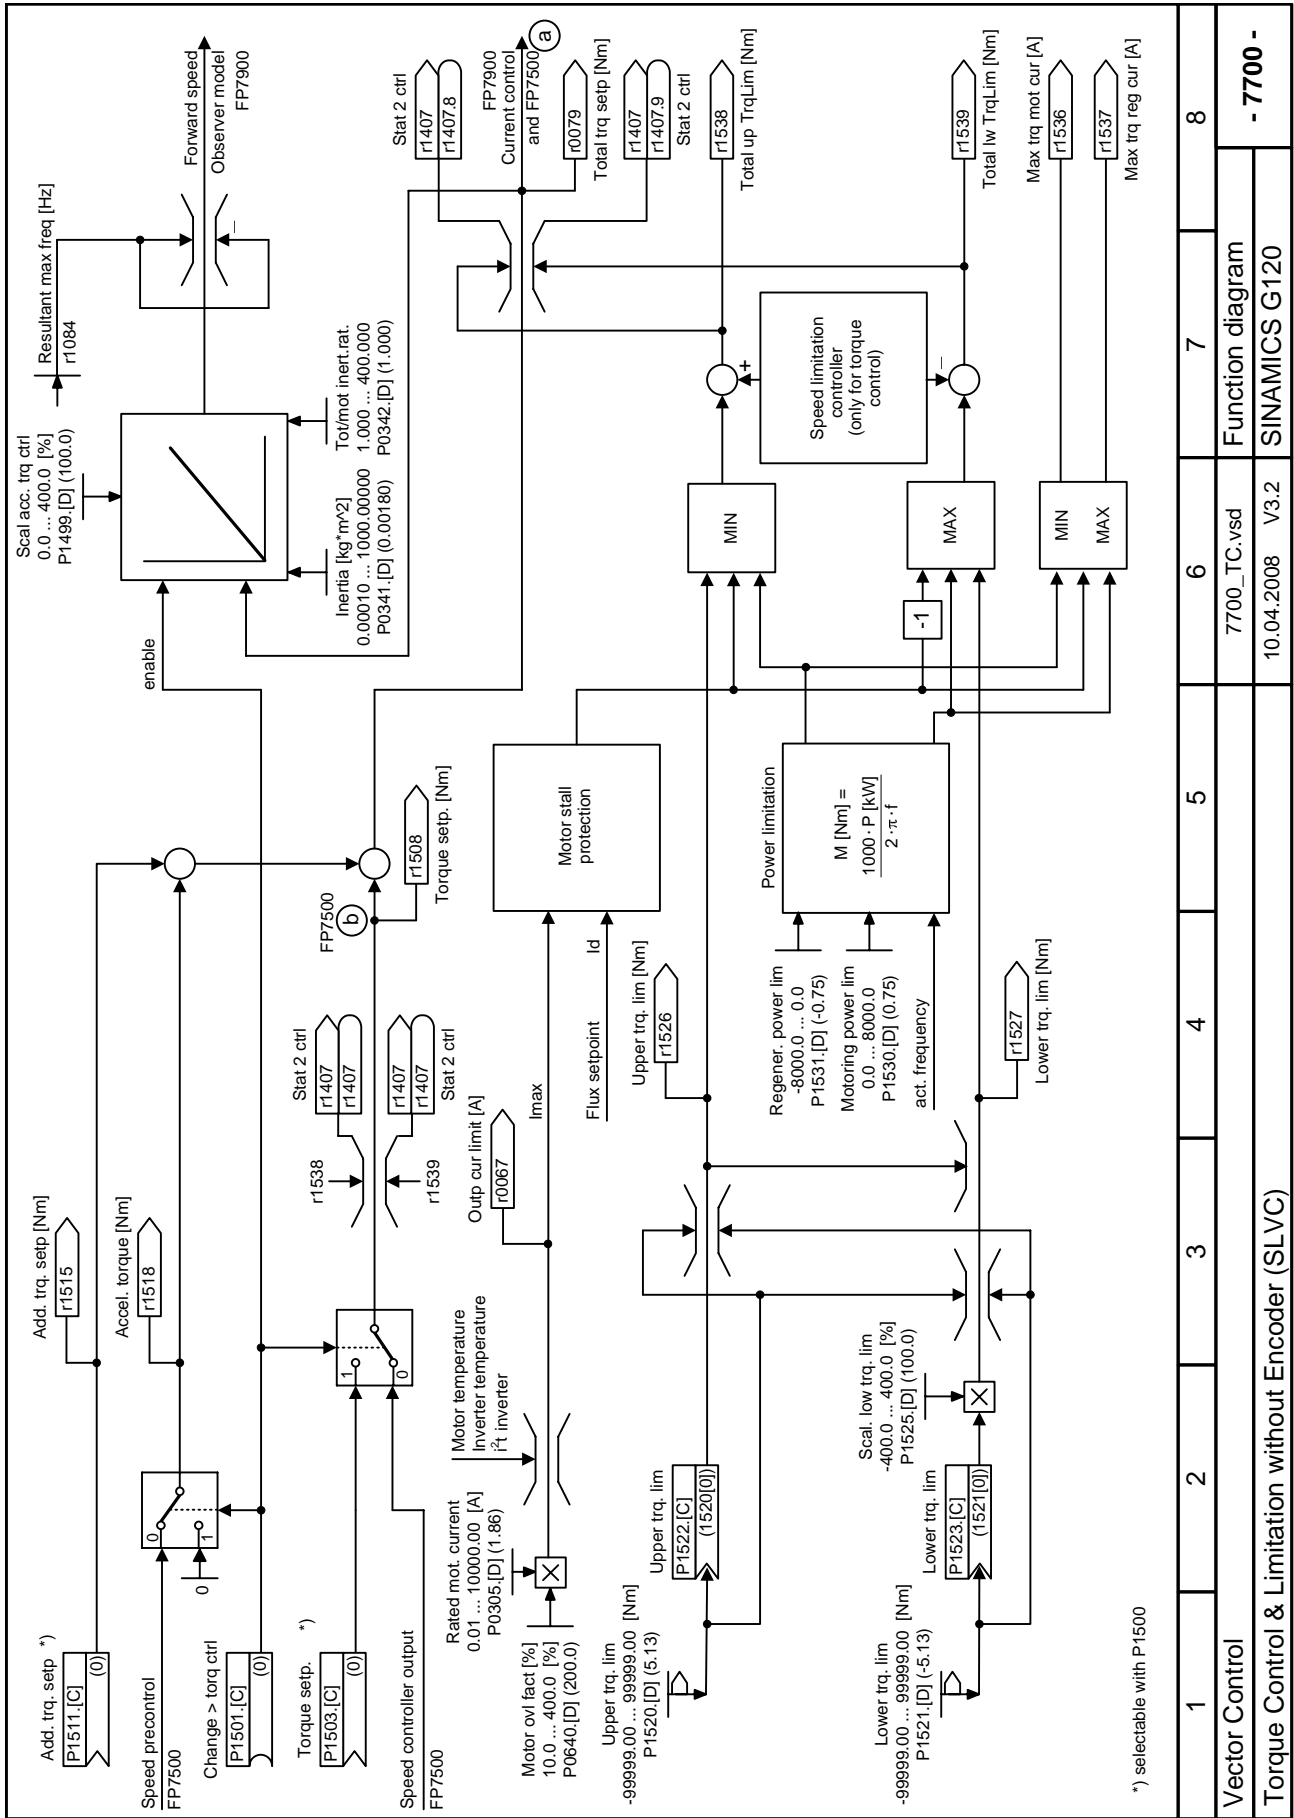 Add. trq. setp *)
P1511.[C]
(0)
Add. trq. setp [Nm]
r1515
Speed precontrol
FP7500
0
1
0
Accel. torque [Nm]
r1518
Change > torq ctrl
P1501.[C]
(0)
enable
Torque setp. *)
P1503.[C]
(0)
Speed controller output
FP7500
1
0
r1538
r1539
Stat 2 ctrl
r1407
r1407
r1407
r1407
Stat 2 ctrl
FP7500
b
r1508
Torque setp. [Nm]
Scal acc. trq ctrl
0.0 ... 400.0 [%]
P1499.[D] (100.0)
Resultant max freq [Hz]
r1084
Inertia [kg*m^2]
0.00010 ... 1000.00000
P0341.[D] (0.00180)
Tot/mot inert.rat.
1.000 ... 400.000
P0342.[D] (1.000)
_
Forward speed
Observer model
FP7900
Stat 2 ctrl
r1407
r1407.8
FP7900
Current control
and FP7500
a
r0079
Total trq setp [Nm]
r1407
r1407.9
Stat 2 ctrl
Motor ovl fact [%]
10.0 ... 400.0 [%]
P0640.[D] (200.0)
Rated mot. current
0.01 ... 10000.00 [A]
P0305.[D] (1.86)
Motor temperature
Inverter temperature
i²t inverter
Outp cur limit [A]
r0067
Imax
Flux setpoint
Id
Motor stall
protection
Upper trq. lim
-99999.00 ... 99999.00 [Nm]
P1520.[D] (5.13)
Upper trq. lim
P1522.[C]
(1520[0])
Upper trq. lim [Nm]
r1526
Power limitation
Regener. power lim
-8000.0 ... 0.0
P1531.[D] (-0.75)
Motoring power lim
0.0 ... 8000.0
P1530.[D] (0.75)
act. frequency
M [Nm] =
1000 · P [kW]
2 · π · f
Lower trq. lim
-99999.00 ... 99999.00 [Nm]
P1521.[D] (-5.13)
Lower trq. lim
P1523.[C]
(1521[0])
Scal. low trq. lim
-400.0 ... 400.0 [%]
P1525.[D] (100.0)
r1527
Lower trq. lim [Nm]
-1
MIN
+
r1538
Total up TrqLim [Nm]
Speed limitation
controller
(only for torque
control)
MAX
_
r1539
Total lw TrqLim [Nm]
MIN
MAX
Max trq mot cur [A]
r1536
r1537
Max trq reg cur [A]
*) selectable with P1500
1
2
3
4
5
6
7
8
Vector Control
7700_TC.vsd
Function diagram
- 7700 -
Torque Control & Limitation without Encoder (SLVC)
10.04.2008 V3.2
SINAMICS G120